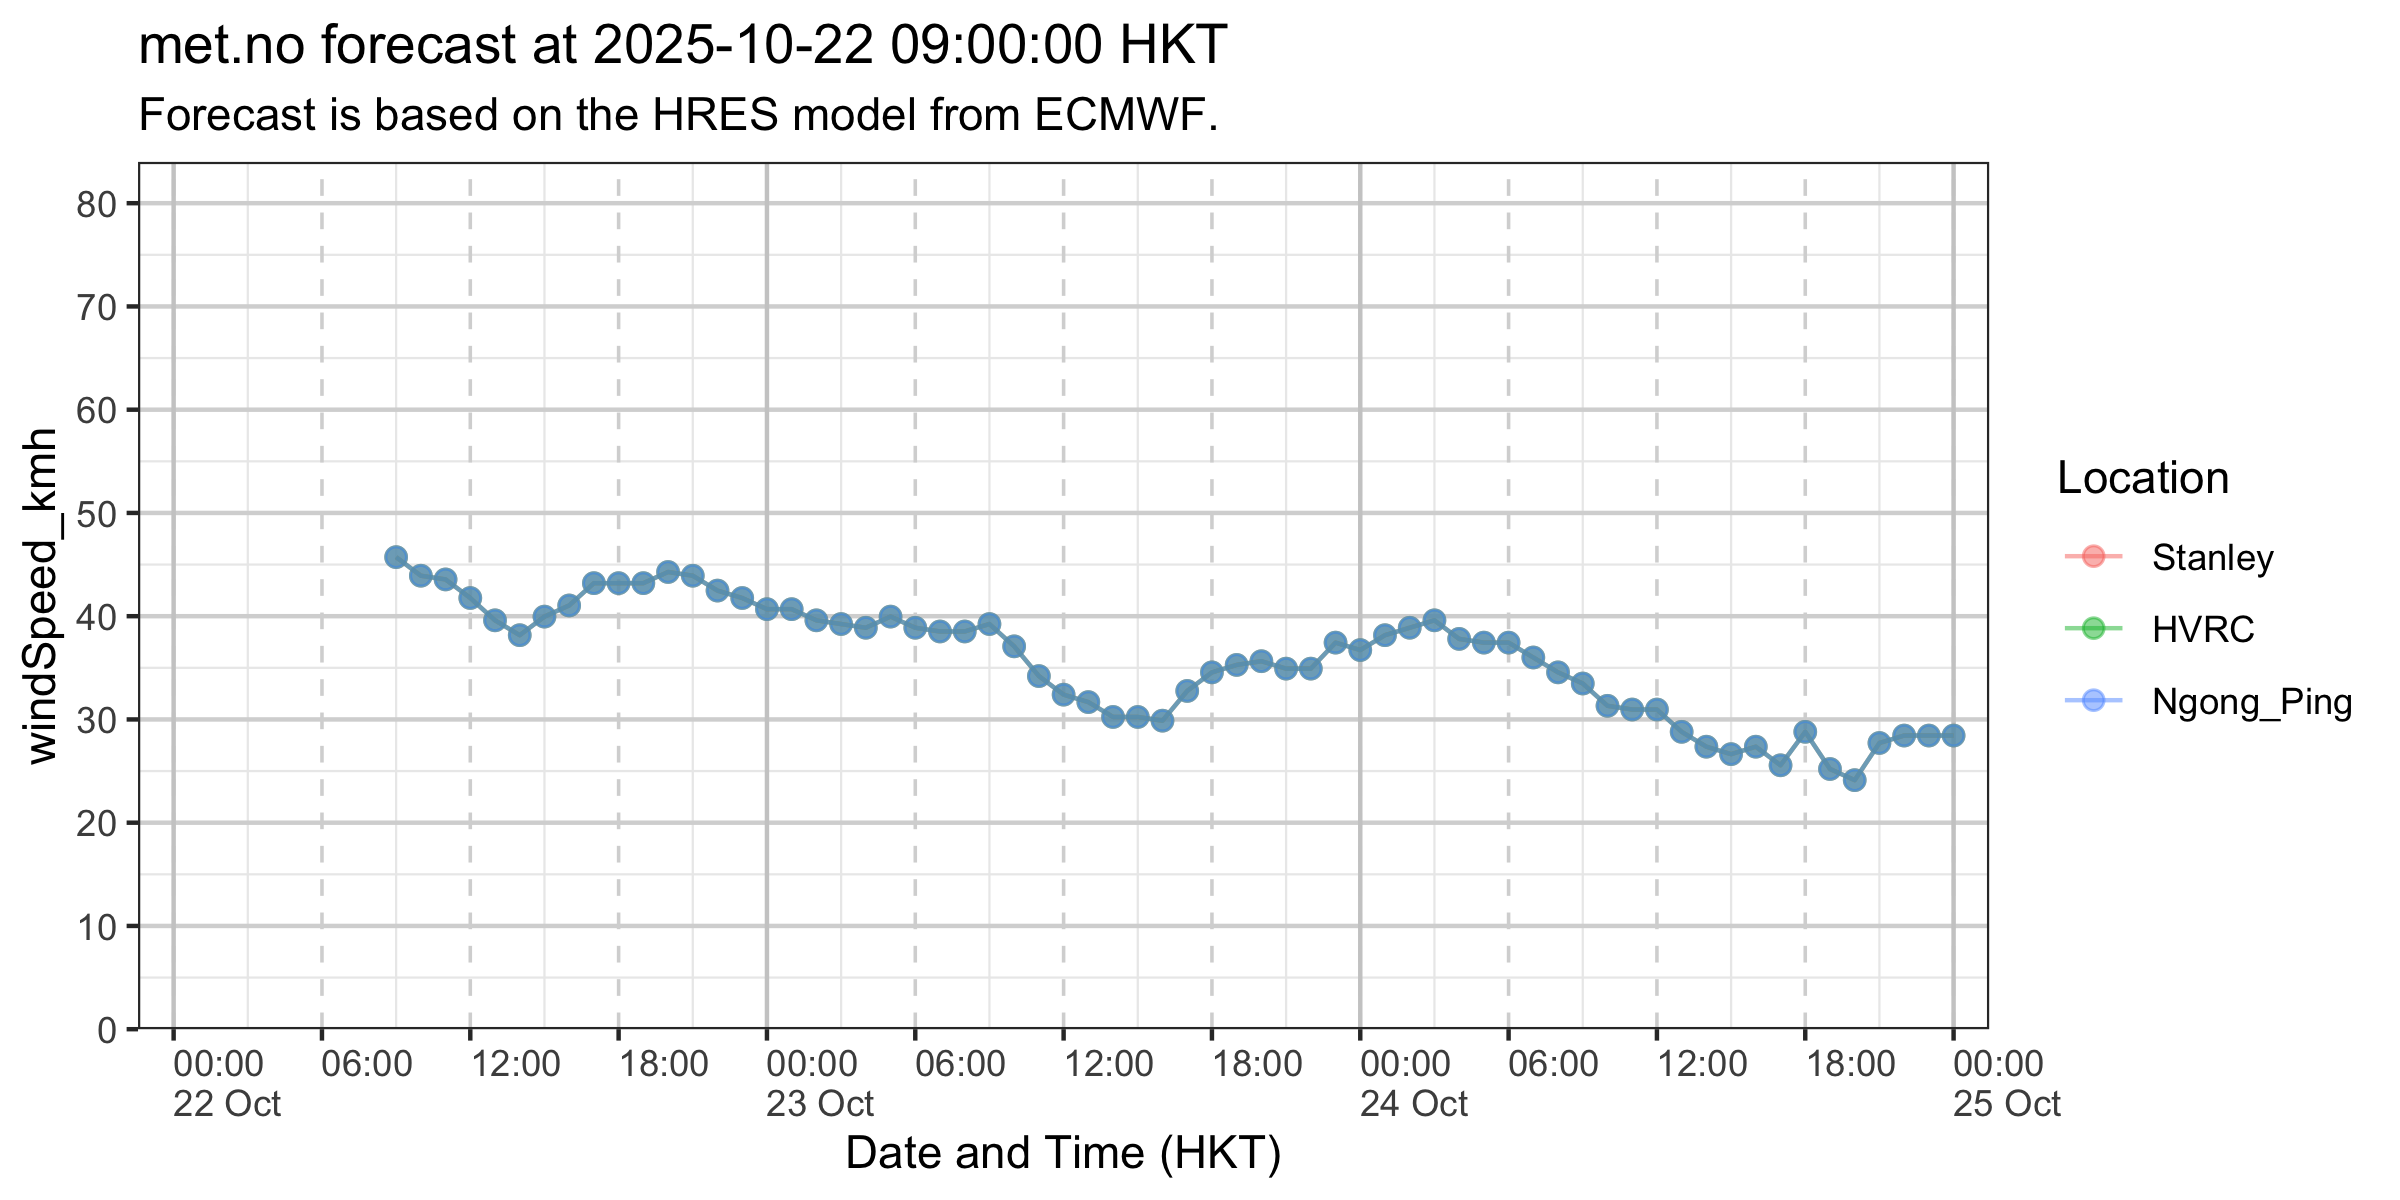 met.no forecast at 2025-10-22 09:00:00 HKT
Forecast is based on the HRES model from ECMWF.
windSpeed_kmh
80
70
60
50
40
30
20
10
0
00:00 06:00 12:00 18:00 00:00 06:00 12:00 18:00 00:00 06:00 12:00 18:00 00:00
22 Oct 23 Oct 24 Oct 25 Oct
Date and Time (HKT)
Location
Stanley
HVRC
Ngong_Ping